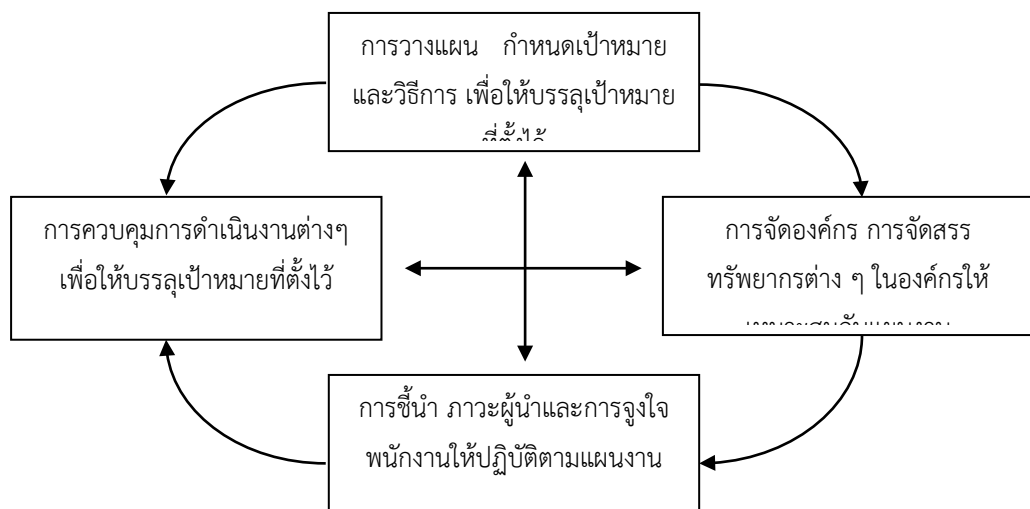 การวางแผน กำหนดเป้าหมาย
และวิธีการ เพื่อให้บรรลุเป้าหมาย
ที่ตั้งไว้
การควบคุมการดำเนินงานต่างๆ
เพื่อให้บรรลุเป้าหมายที่ตั้งไว้
การจัดองค์กร การจัดสรร
ทรัพยากรต่าง ๆ ในองค์กรให้
การชี้นำ ภาวะผู้นำและการจูงใจ
พนักงานให้ปฏิบัติตามแผนงาน